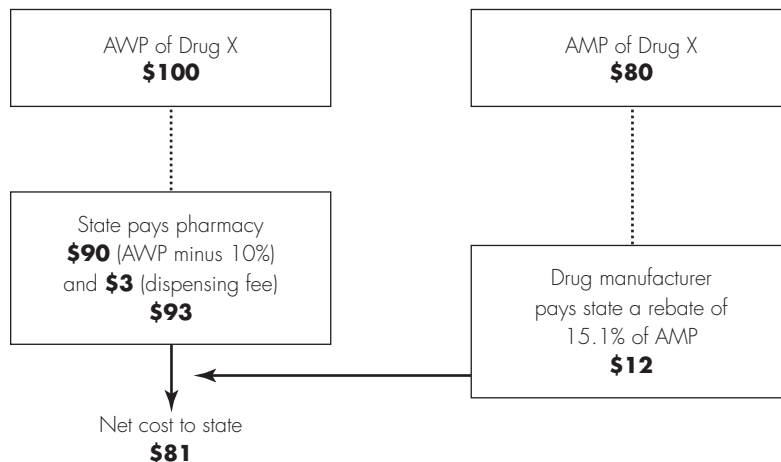 AWP of Drug X
$100
AMP of Drug X
$80
State pays pharmacy
$90 (AWP minus 10%)
and $3 (dispensing fee)
$93
Drug manufacturer
pays state a rebate of
15.1% of AMP
$12
Net cost to state
$81